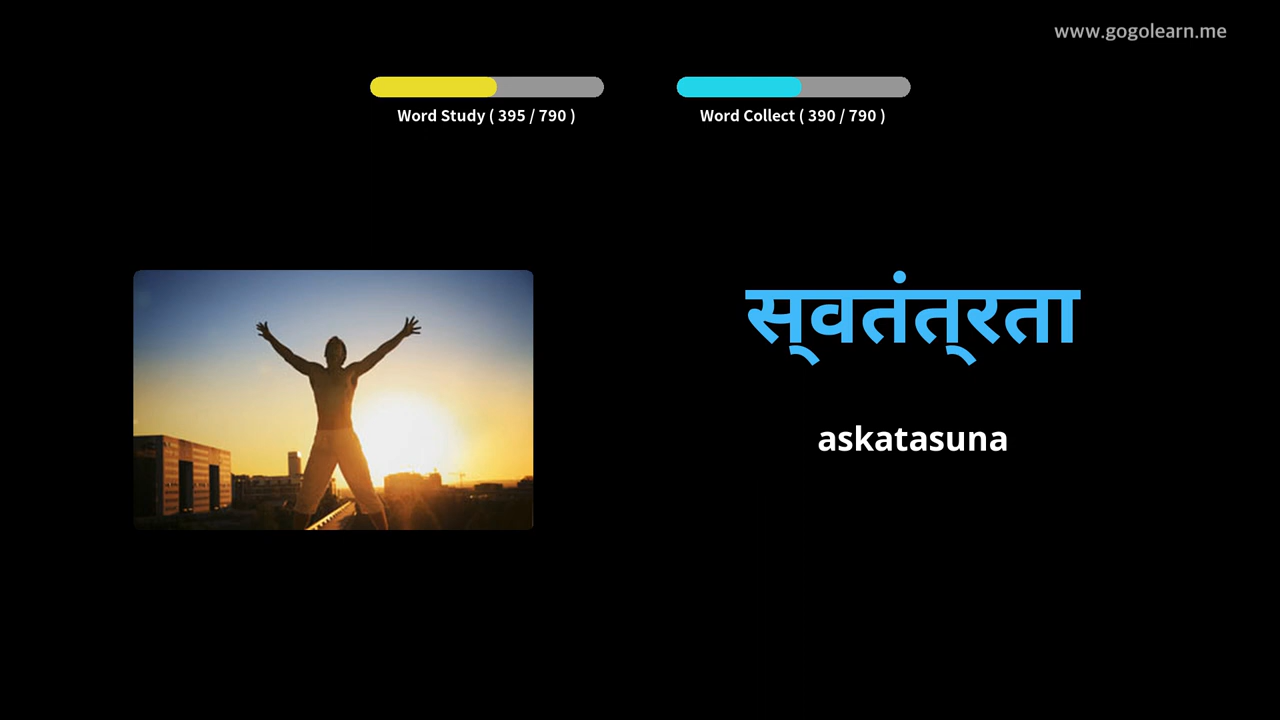 www.gogolearn.me
Word Study ( 395 / 790 )
Word Collect ( 390 / 790 )
स्वतंत्रता
askatasuna